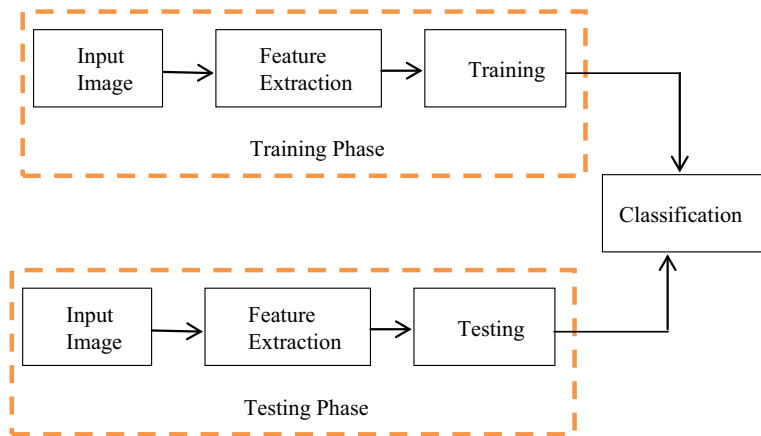 Input
Image
Feature
Extraction
Training
Training Phase
Classification
Input
Image
Feature
Extraction
Testing
Testing Phase